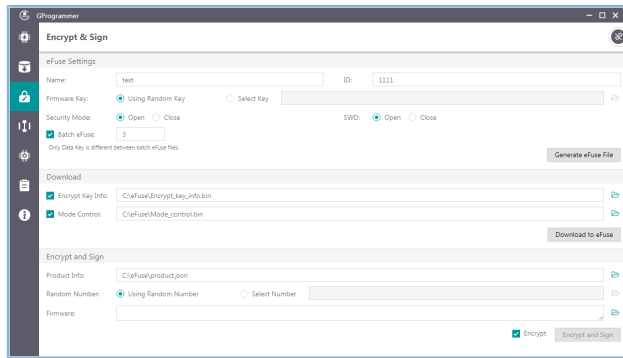 GProgrammer
Encrypt & Sign
eFuse Settings
Name: test ID: 1111
Firmware Key: Using Random Key Select Key
Security Mode: Open Close SWD: Open Close
Batch eFuse: 3
Only Data Key is different between batch eFuse files.
Generate eFuse File
Download
Encrypt Key Info: C:\eFuse\Encrypt_key_info.bin
Mode Control: C:\eFuse\Mode_control.bin
Download to eFuse
Encrypt and Sign
Product Info: C:\eFuse\product.json
Random Number: Using Random Number Select Number
Firmware:
Encrypt Encrypt and Sign